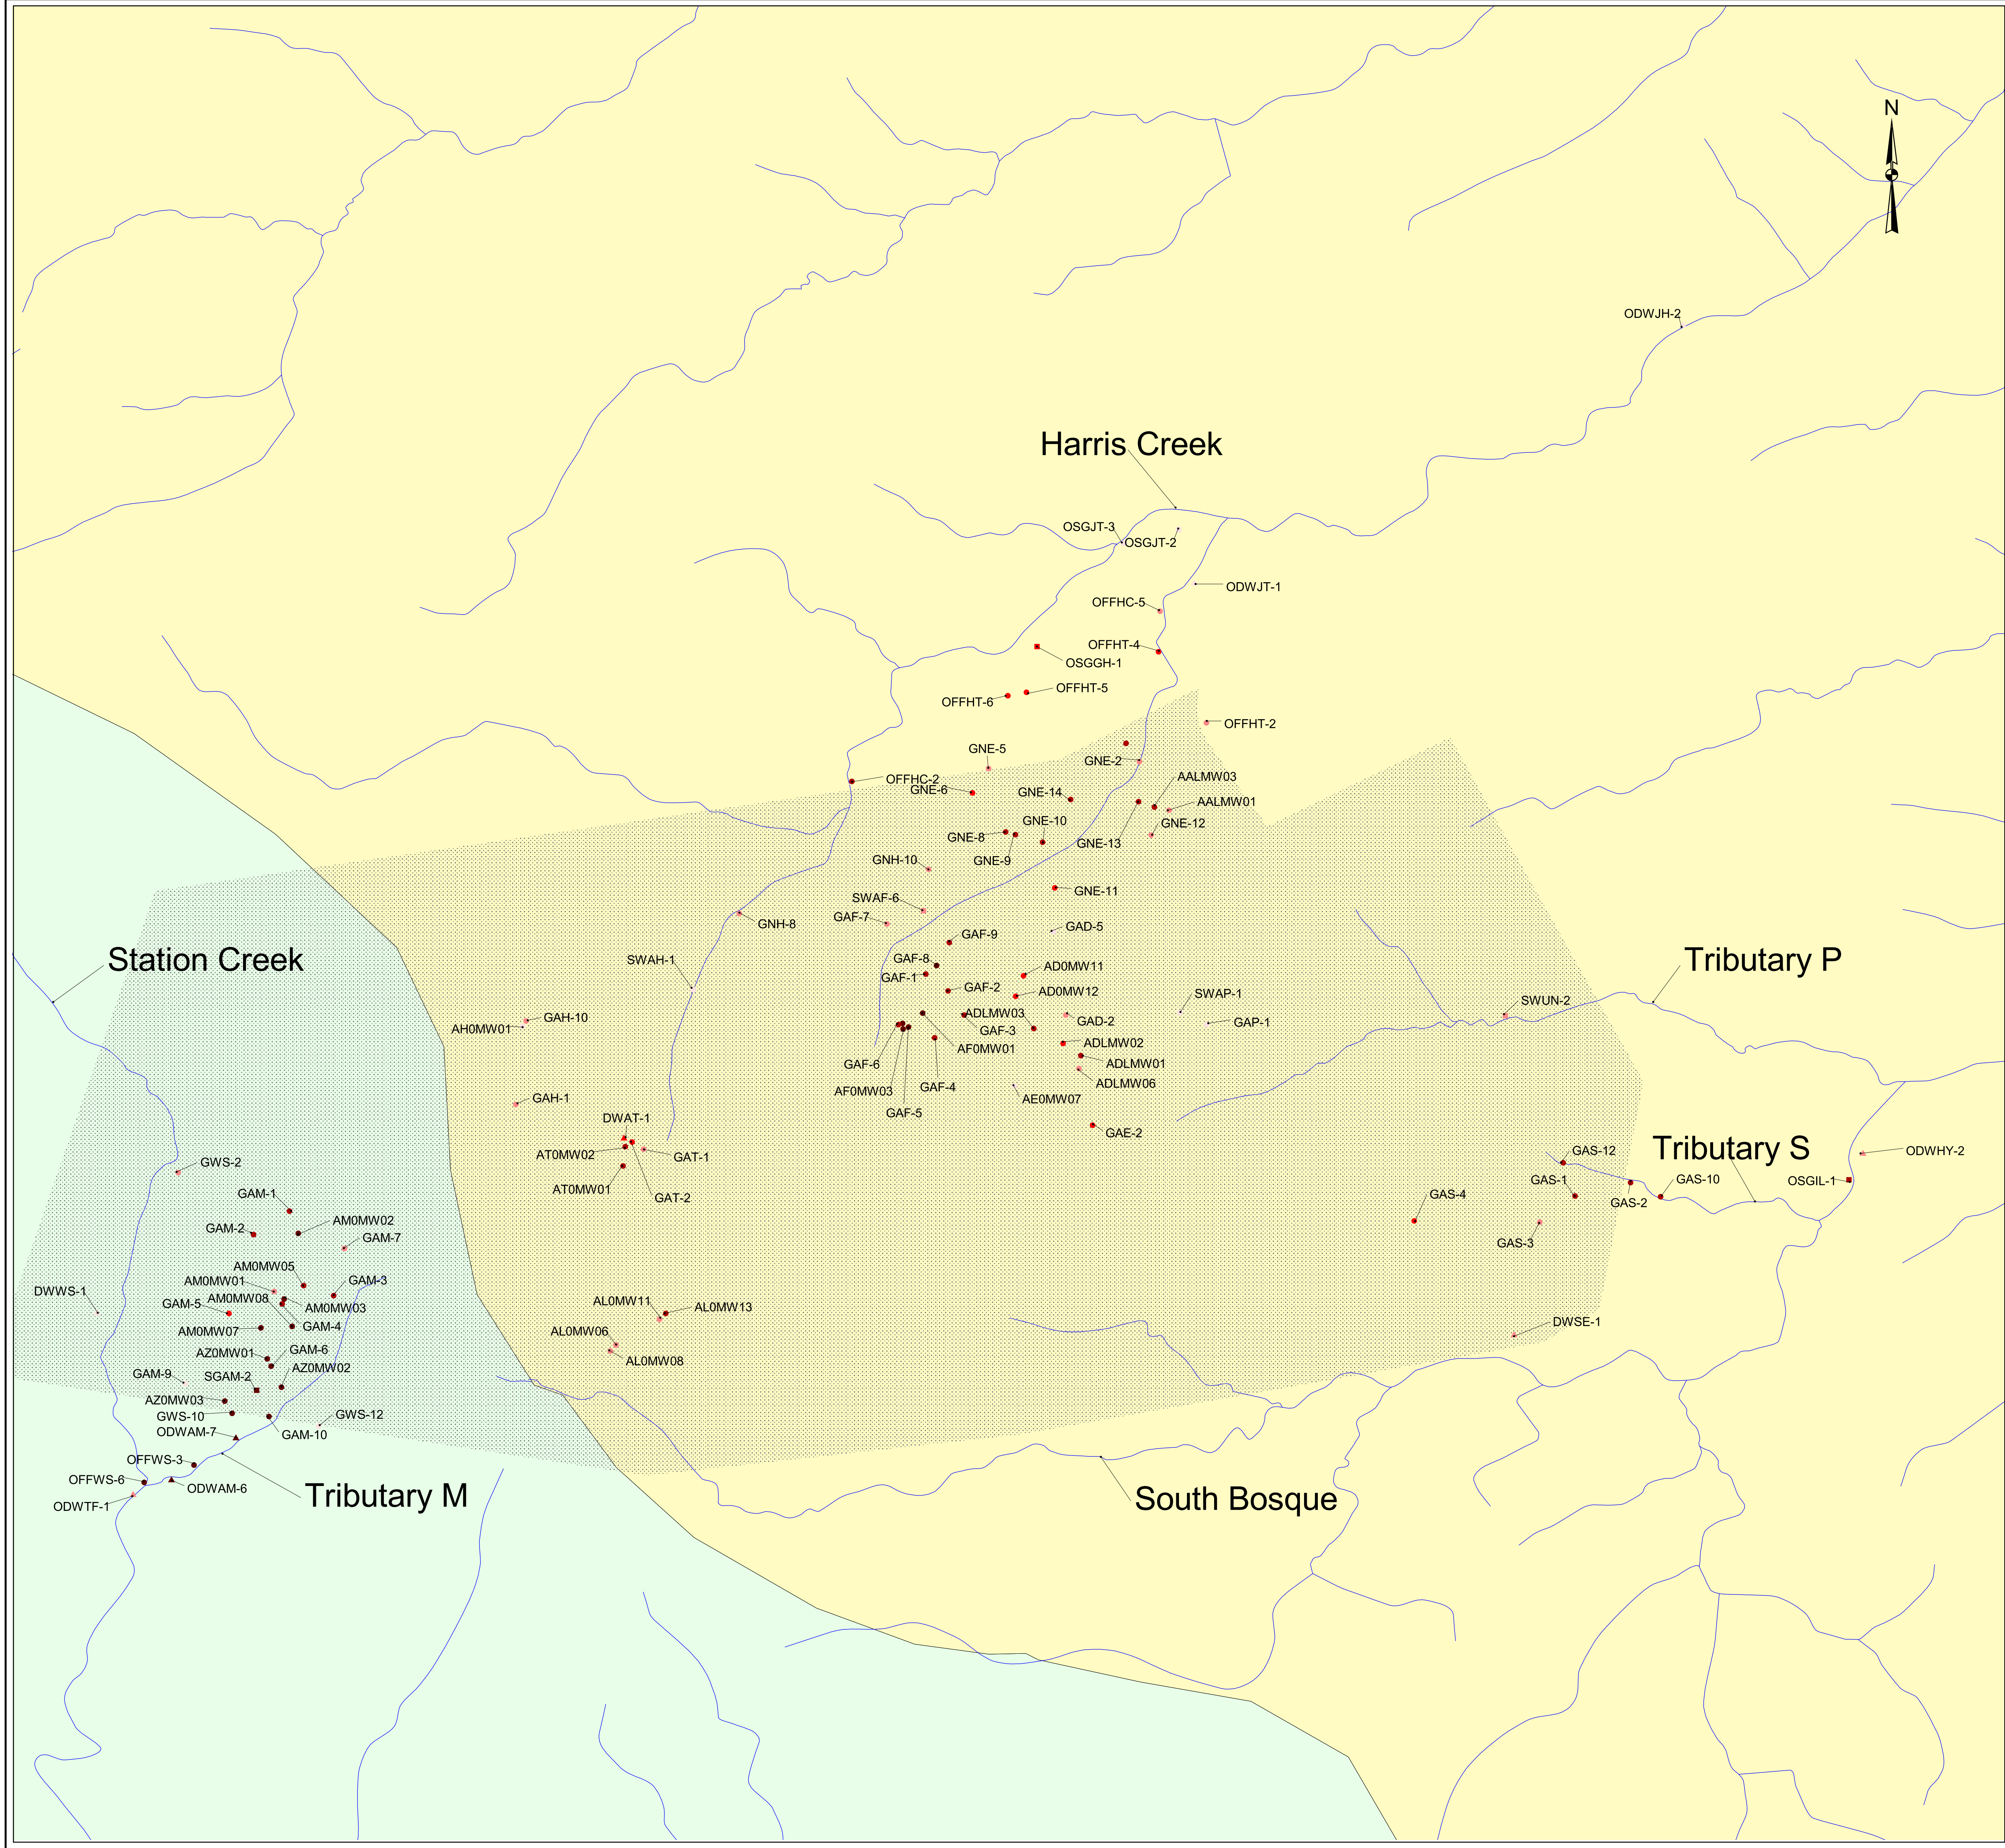 N
ODWJH-2
Harris Creek
OSGJT-3
OSGJT-2
ODWJT-1
OFFHC-5
OFFHT-4
OSGGH-1
OFFHT-5
OFFHT-6
OFFHT-2
GNE-5
GNE-2
AALMW03
OFFHC-2
GNE-6
GNE-14
AALMW01
GNE-10
GNE-12
GNE-8
GNE-13
GNE-9
GNH-10
GNE-11
SWAF-6
GAF-7
GNH-8
GAD-5
GAF-9
Station Creek
SWAH-1
GAF-8
Tributary P
GAF-1
AD0MW11
GAF-2
AD0MW12
SWAP-1
SWUN-2
ADLMW03
GAH-10
GAD-2
GAP-1
AH0MW01
GAF-3
ADLMW02
AF0MW01
GAF-6
ADLMW01
GAF-4
ADLMW06
AF0MW03
GAH-1
AE0MW07
GAF-5
DWAT-1
GAE-2
Tributary S
GAS-12
ODWHY-2
AT0MW02
GAT-1
GWS-2
OSGIL-1
GAS-1
GAS-10
AT0MW01
GAT-2
GAS-4
GAS-2
GAM-1
AM0MW02
GAM-2
GAM-7
GAS-3
AM0MW05
AM0MW01
GAM-3
DWWS-1
AM0MW08
GAM-5
AM0MW03
AL0MW11
AL0MW13
GAM-4
AM0MW07
DWSE-1
AL0MW06
GAM-6
AZ0MW01
AL0MW08
AZ0MW02
GAM-9
SGAM-2
AZ0MW03
GWS-10
GWS-12
ODWAM-7
GAM-10
OFFWS-3
OFFWS-6
ODWAM-6
Tributary M
South Bosque
ODWTF-1